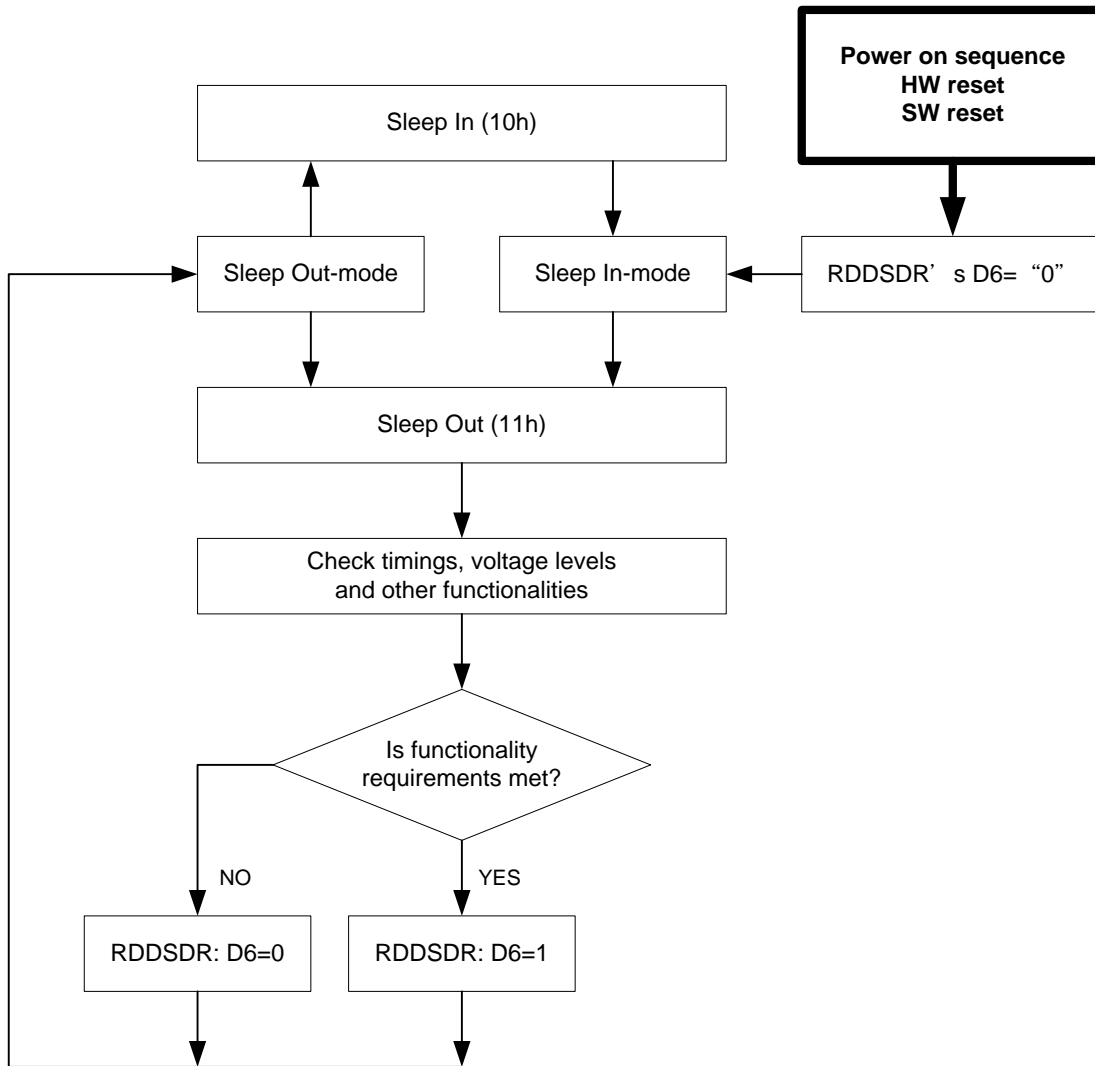 Power on sequence
HW reset
SW reset
Sleep In (10h)
Sleep Out-mode
Sleep In-mode
RDDSDR’ s D6= “0”
Sleep Out (11h)
Check timings, voltage levels
and other functionalities
Is functionality
requirements met?
NO
YES
RDDSDR: D6=0
RDDSDR: D6=1